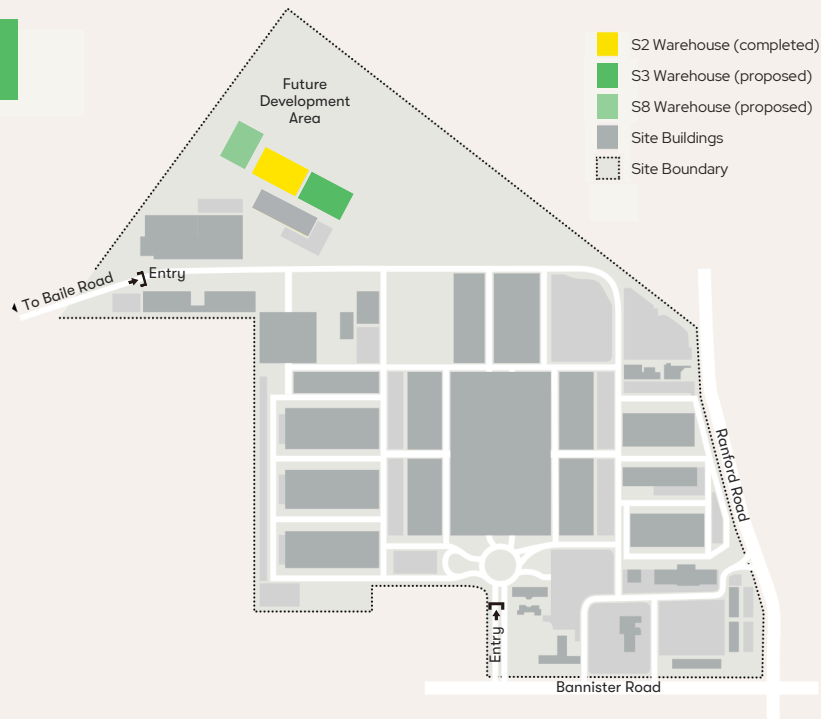 S2 Warehouse (completed)
S3 Warehouse (proposed)
S8 Warehouse (proposed)
Site Buildings
Site Boundary
Future
Development
Area
Entry
To Baile Road
Ranford Road
Entry
Bannister Road